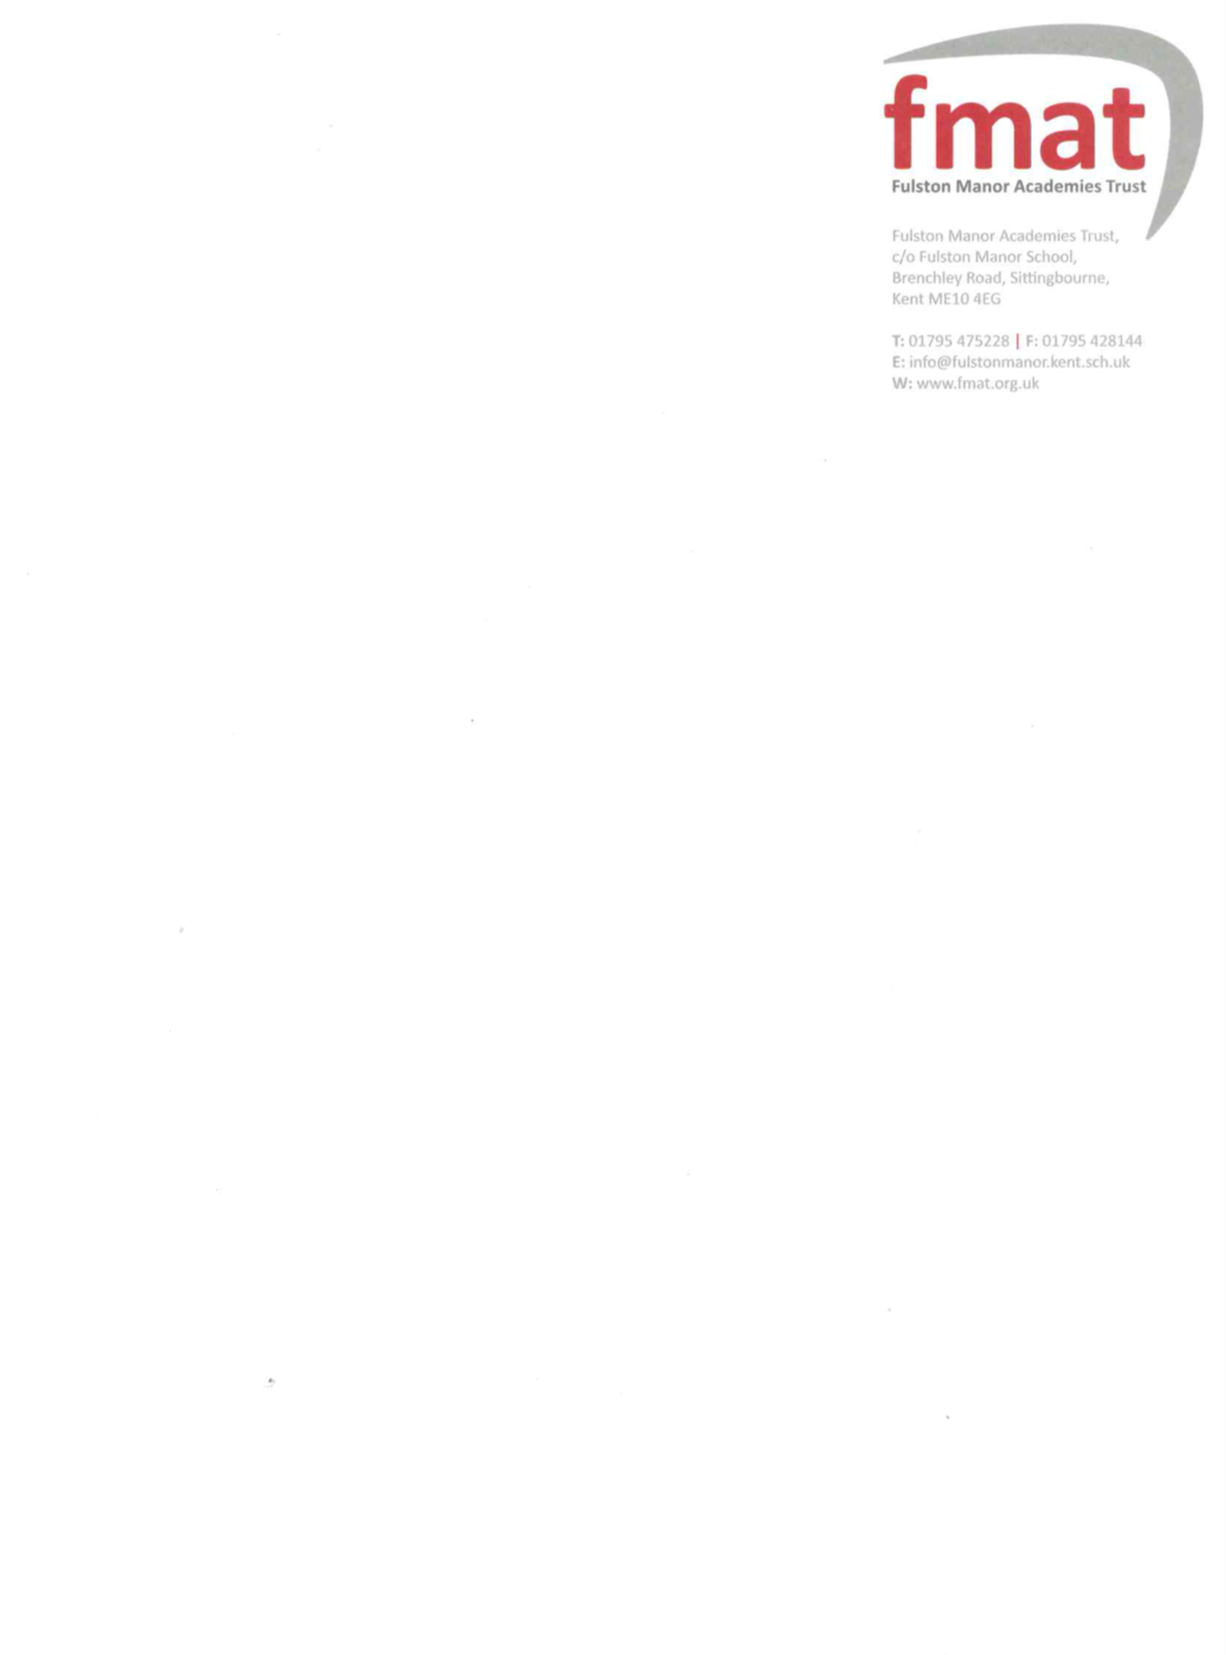 fmat
Fulston Manor Academies Trust
Fulston Manor Academies Trust,
c/o Fulston Manor School,
Brenchley Road, Sittingbourne,
Kent ME10 4EG
T: 01795 475228 | F: 01795 428144
E: info@fulstonmanor.kent.sch.uk
W: www.fmat.org.uk